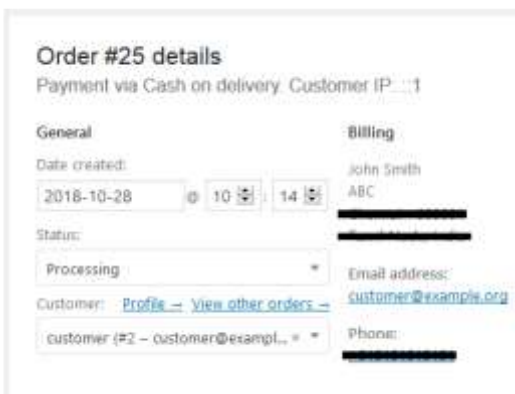 Order #25 details
Payment via Cash on delivery. Customer IP: ::1
General
Date created:
2018-10-28 @ 10 : 14
Status:
Processing
Customer: Profile → View other orders →
customer (#2 – customer@exampl... × 
Billing
John Smith
ABC
Email address:
customer@example.org
Phone: